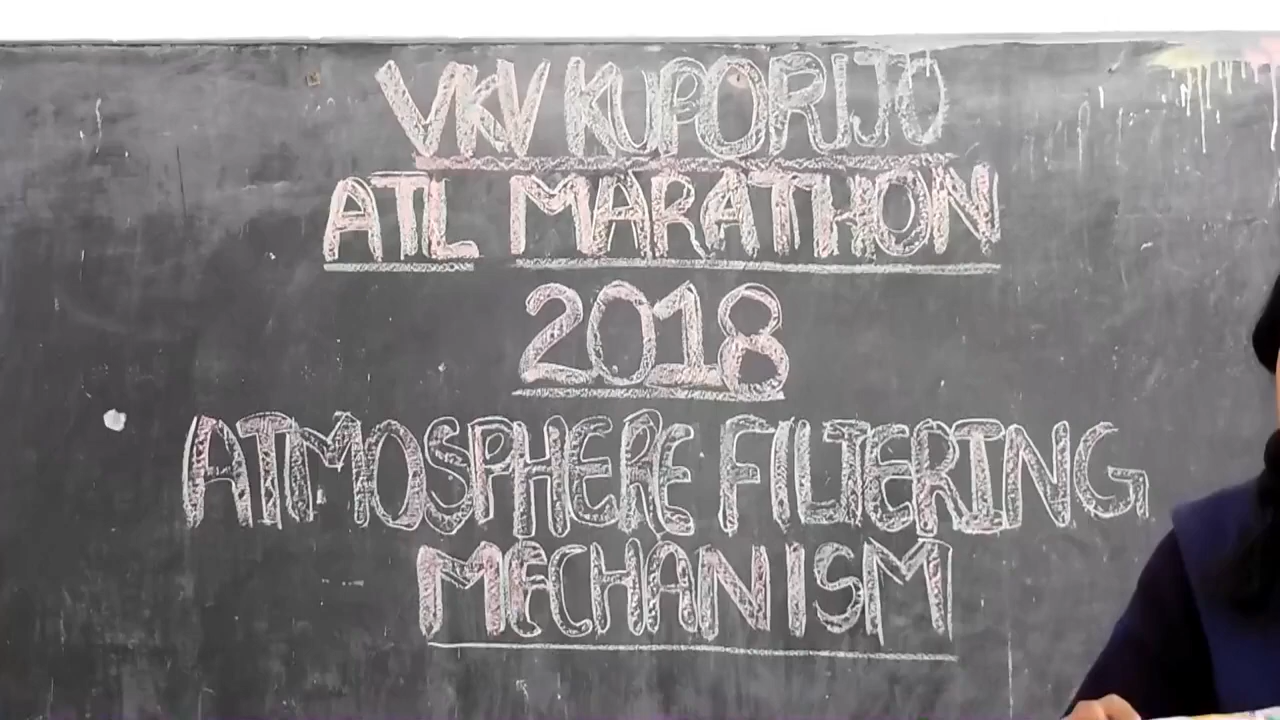 VKV KUPORIJO
ATL MARATHON
2018
ATMOSPHERE FILTERING
MECHANISM